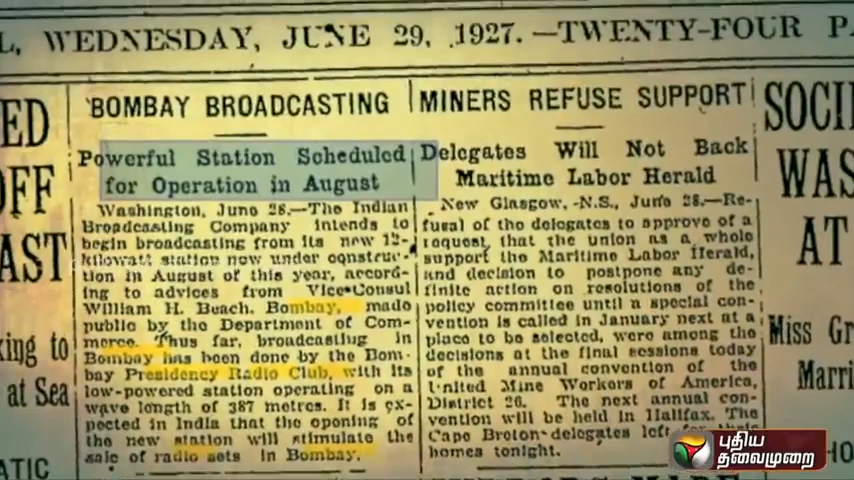 L, WEDNESDAY, JUNE 29, 1927.—TWENTY-FOUR PA
ED
OFF
AST
king to
at Sea
ATIC
BOMBAY BROADCASTING
Powerful Station Scheduled
for Operation in August
Washington, June 28.—The Indian
Broadcasting Company intends to
begin broadcasting from its new 12-
kilowatt station now under construc-
tion in August of this year, accord-
ing to advices from Vice-Consul
William H. Beach. Bombay, made
public by the Department of Com-
merce. Thus far, broadcasting in
Bombay has been done by the Bom-
bay Presidency Radio Club, with its
low-powered station operating on a
wave length of 387 metres. It is ex-
pected in India that the opening of
the new station will stimulate the
sale of radio sets in Bombay.
MINERS REFUSE SUPPORT
Delegates Will Not Back
Maritime Labor Herald
New Glasgow, N.S., June 28.—Re-
fusal of the delegates to approve of a
request that the union as a whole
support the Maritime Labor Herald,
and decision to postpone any de-
finite action on resolutions of the
policy committee until a special con-
vention is called in January next at a
place to be selected, were among the
decisions at the final sessions today
of the annual convention of the
United Mine Workers of America,
District 26. The next annual con-
vention will be held in Halifax. The
Cape Breton delegates left for their
homes tonight.
SOCI
WAS
AT
Miss Gr
Marri
புதிய
தலைமுறை